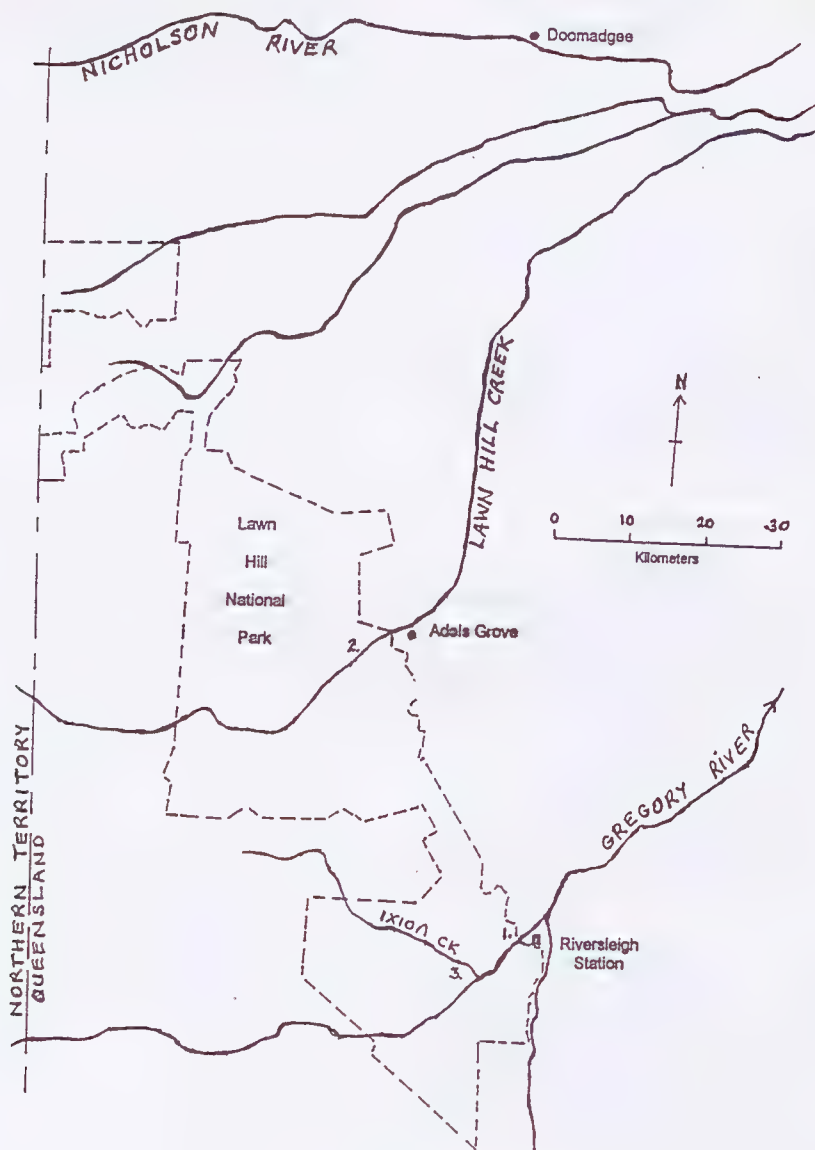 NICHOLSON RIVER
Doomadgee
LAWN HILL CREEK
N
0 10 20 30
Kilometers
Lawn
Hill
National
Park
2.
Adels Grove
NORTHERN TERRITORY
QUEENSLAND
GREGORY RIVER
IXION CK
1.
3.
Riversleigh
Station